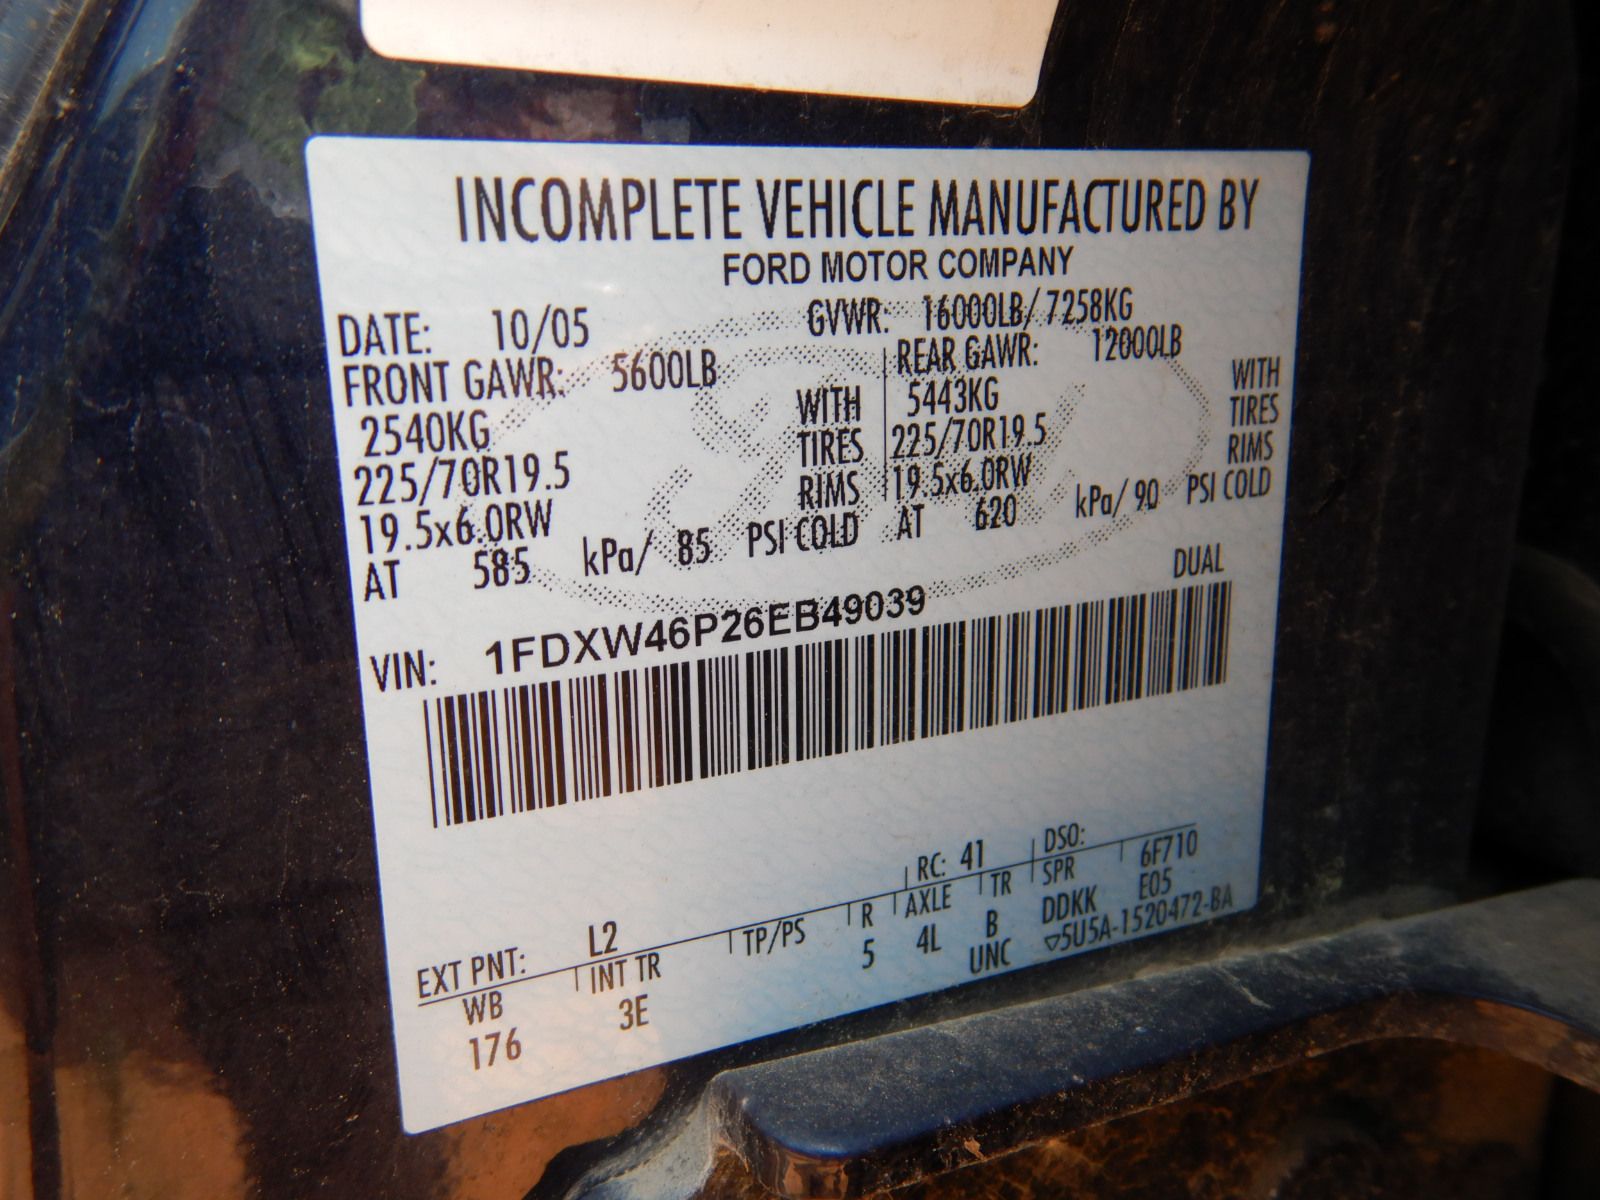 INCOMPLETE VEHICLE MANUFACTURED BY
FORD MOTOR COMPANY
DATE: 10/05 GVWR: 16000LB/ 7258KG
FRONT GAWR: 5600LB REAR GAWR: 12000LB
2540KG WITH 5443KG WITH
225/70R19.5 TIRES 225/70R19.5 TIRES
19.5x6.0RW RIMS 19.5x6.0RW RIMS
AT 585 kPa/ 85 PSI COLD AT 620 kPa/ 90 PSI COLD
DUAL
VIN: 1FDXW46P26EB49039
EXT PNT: L2 RC: 41 DSO: 6F710
WB INT TR TP/PS R AXLE TR SPR E05
176 3E 5 4L B DDKK
UNC ▽5U5A-1520472-BA